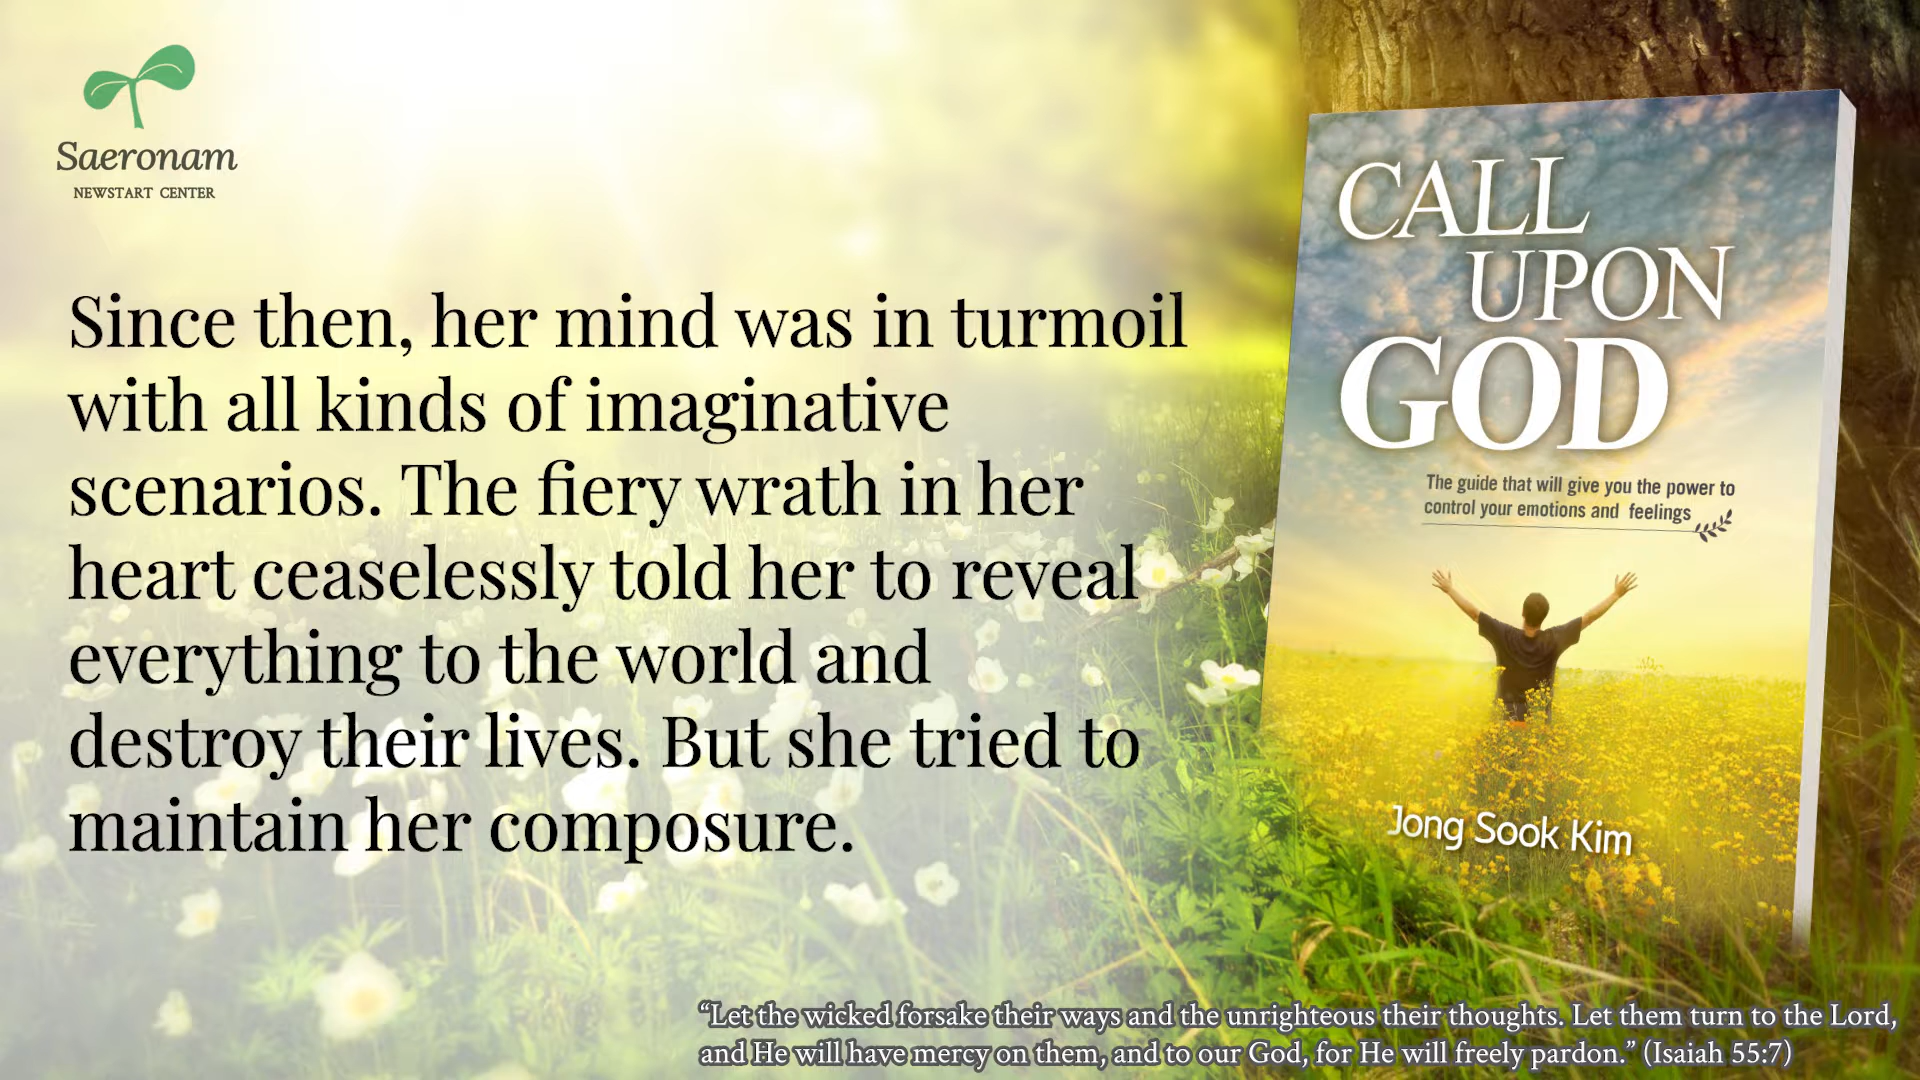 Saeronam
NEWSTART CENTER
Since then, her mind was in turmoil
with all kinds of imaginative
scenarios. The fiery wrath in her
heart ceaselessly told her to reveal
everything to the world and
destroy their lives. But she tried to
maintain her composure.
CALL
UPON
GOD
The guide that will give you the power to
control your emotions and feelings
Jong Sook Kim
“Let the wicked forsake their ways and the unrighteous their thoughts. Let them turn to the Lord,
and He will have mercy on them, and to our God, for He will freely pardon.” (Isaiah 55:7)